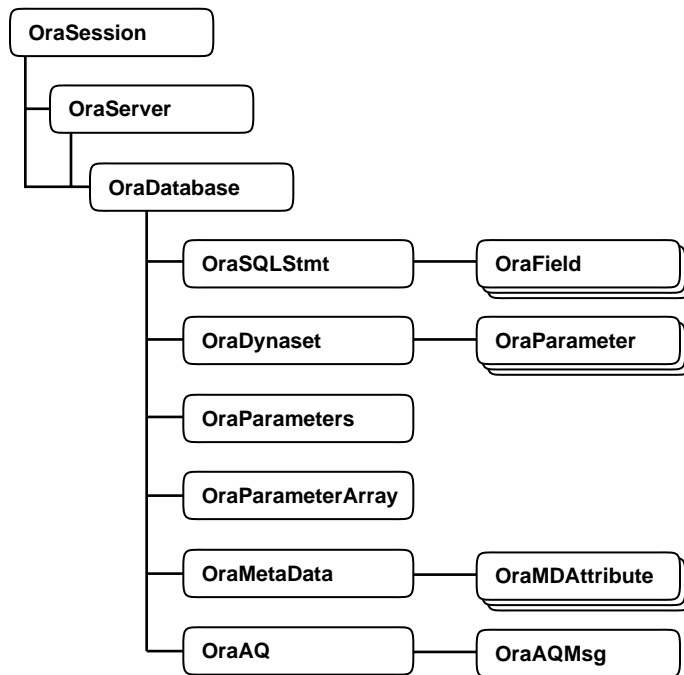 OraSession
OraServer
OraDatabase
OraSQLStmt
OraField
OraDynaset
OraParameter
OraParameters
OraParameterArray
OraMetaData
OraMDAttribute
OraAQ
OraAQMsg